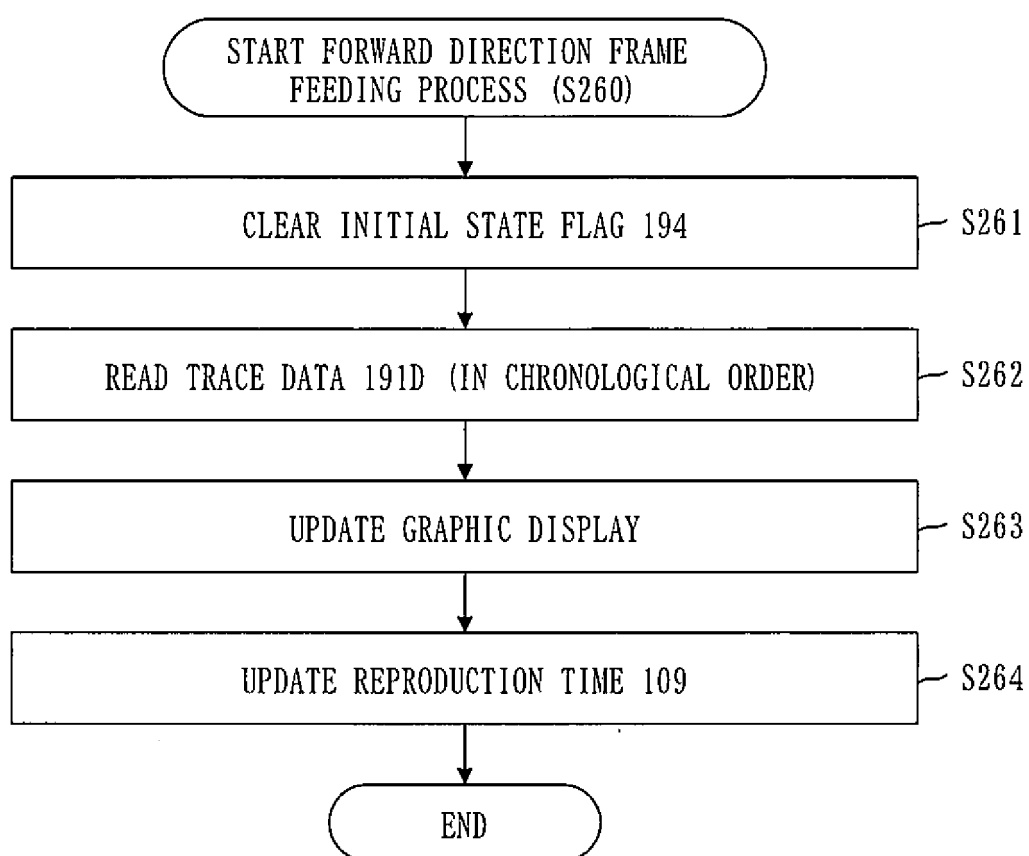 START FORWARD DIRECTION FRAME
FEEDING PROCESS (S260)
CLEAR INITIAL STATE FLAG 194
S261
READ TRACE DATA 191D (IN CHRONOLOGICAL ORDER)
S262
UPDATE GRAPHIC DISPLAY
S263
UPDATE REPRODUCTION TIME 109
S264
END